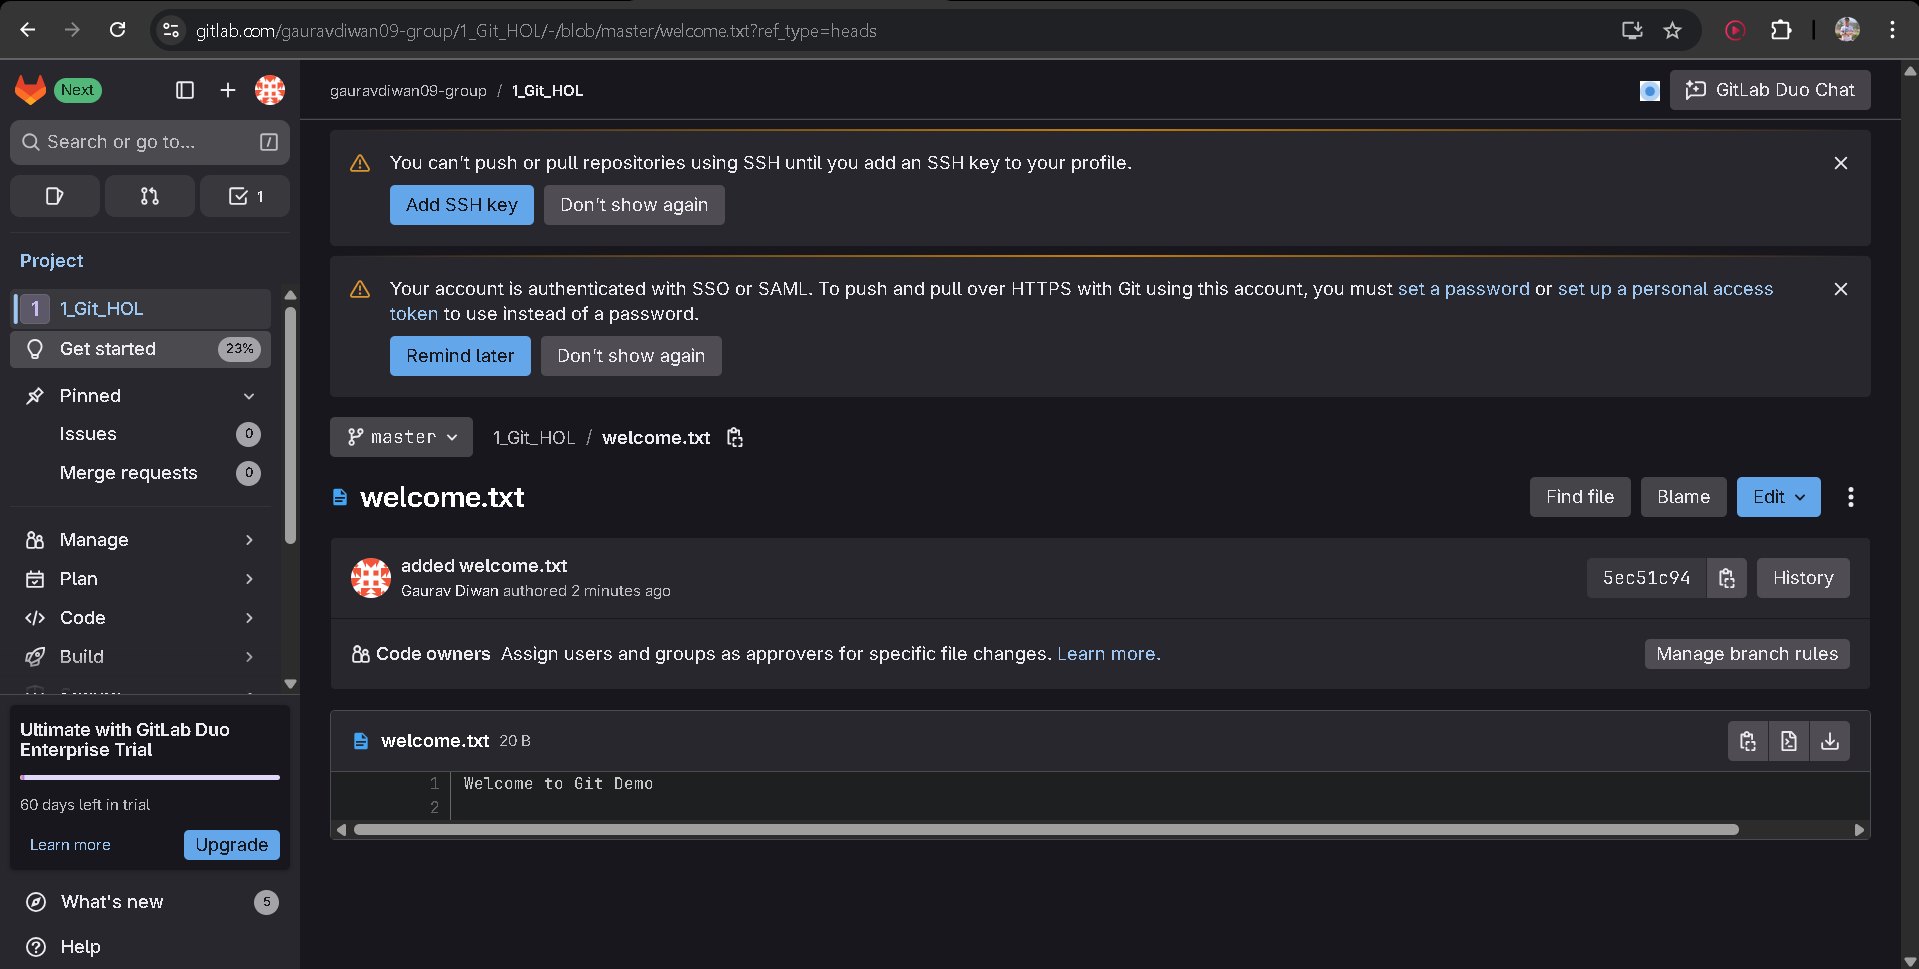 gitlab.com/gauravdiwan09-group/1_Git_HOL/-/blob/master/welcome.txt?ref_type=heads
Next
Search or go to...
/
1
Project
1 1_Git_HOL
Get started 23%
Pinned
Issues 0
Merge requests 0
Manage
Plan
Code
Build
Ultimate with GitLab Duo
Enterprise Trial
60 days left in trial
Learn more Upgrade
What's new 5
Help
gauravdiwan09-group / 1_Git_HOL
GitLab Duo Chat
You can't push or pull repositories using SSH until you add an SSH key to your profile.
Add SSH key Don't show again
Your account is authenticated with SSO or SAML. To push and pull over HTTPS with Git using this account, you must set a password or set up a personal access
token to use instead of a password.
Remind later Don't show again
master 1_Git_HOL / welcome.txt
welcome.txt
Find file Blame Edit
added welcome.txt
Gaurav Diwan authored 2 minutes ago
5ec51c94 History
Code owners Assign users and groups as approvers for specific file changes. Learn more.
Manage branch rules
welcome.txt 20 B
1 Welcome to Git Demo
2